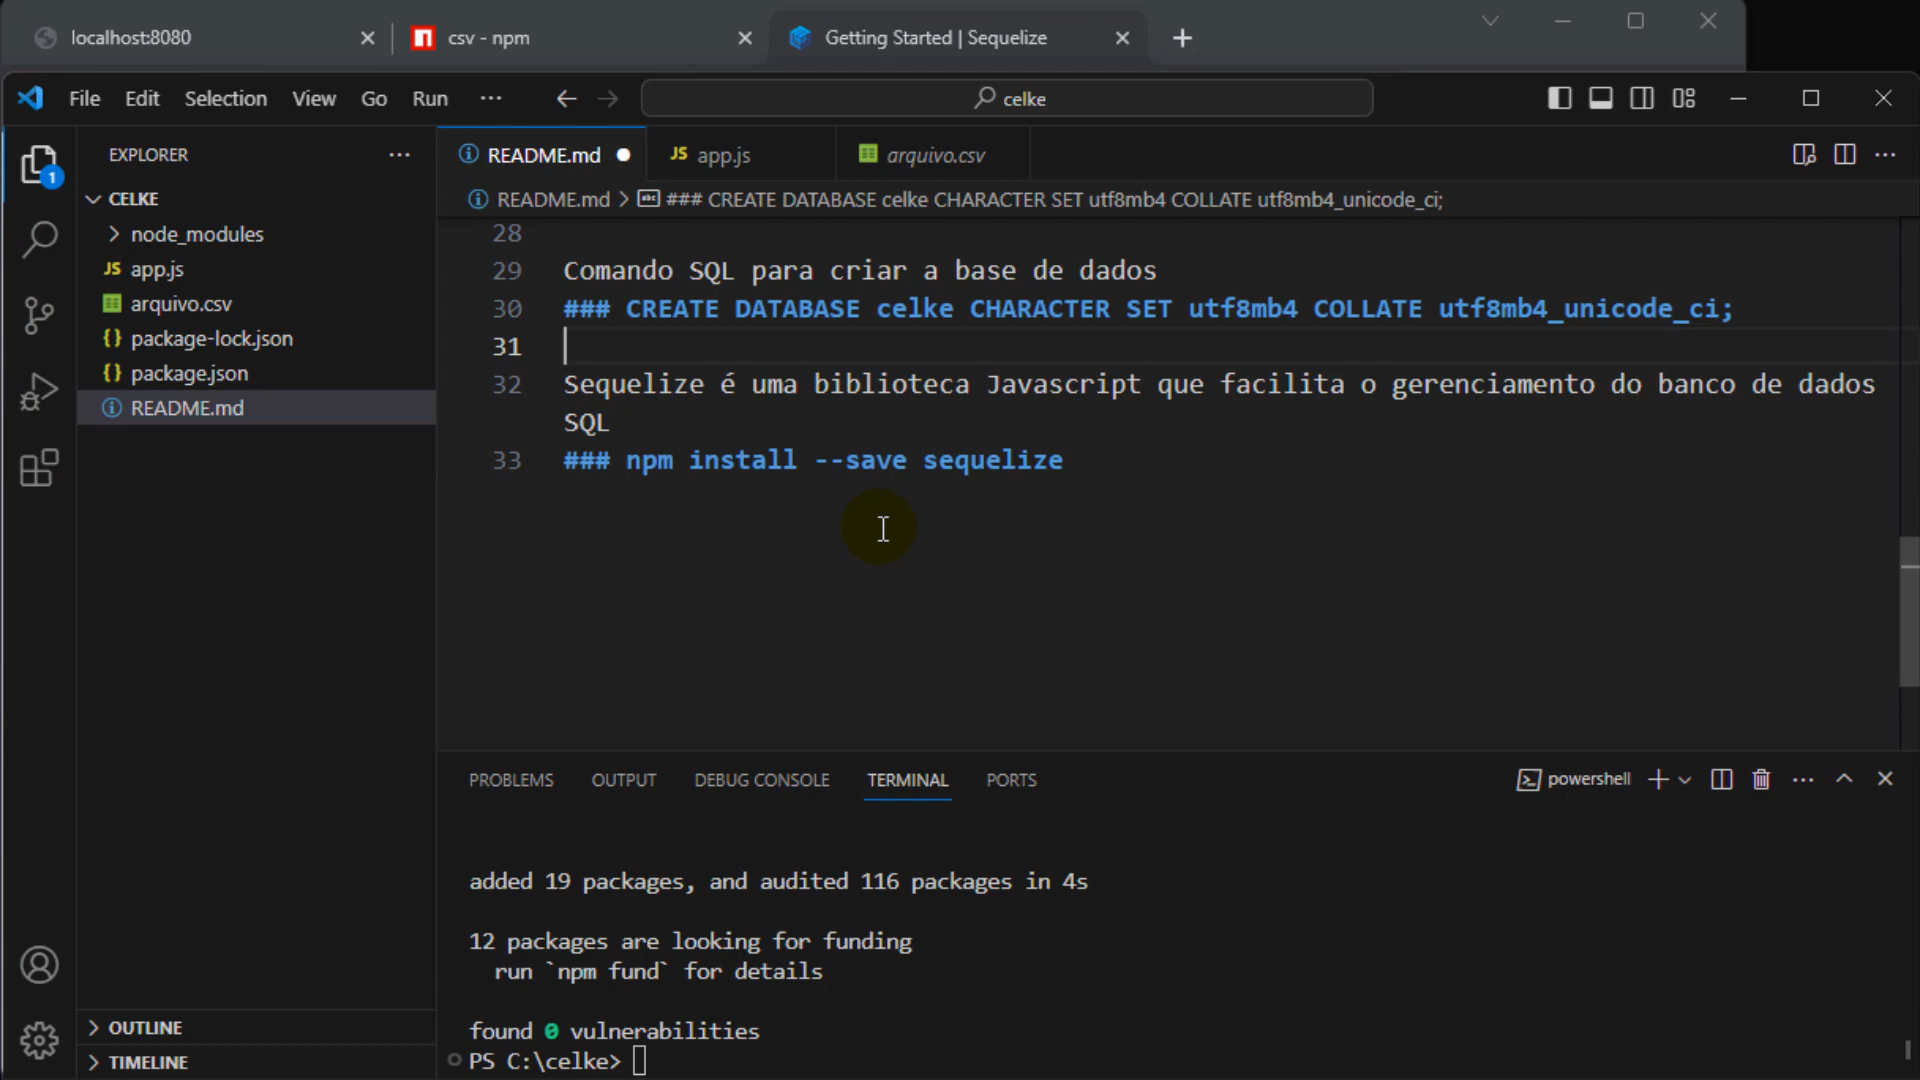 localhost:8080
csv - npm
Getting Started | Sequelize
File Edit Selection View Go Run ···
celke
1
EXPLORER
README.md
JS app.js
arquivo.csv
README.md > ### CREATE DATABASE celke CHARACTER SET utf8mb4 COLLATE utf8mb4_unicode_ci;
CELKE
node_modules
JS app.js
arquivo.csv
{} package-lock.json
{} package.json
README.md
28
29 Comando SQL para criar a base de dados
30 ### CREATE DATABASE celke CHARACTER SET utf8mb4 COLLATE utf8mb4_unicode_ci;
31
32 Sequelize é uma biblioteca Javascript que facilita o gerenciamento do banco de dados
SQL
33 ### npm install --save sequelize
PROBLEMS OUTPUT DEBUG CONSOLE TERMINAL PORTS
powershell
added 19 packages, and audited 116 packages in 4s
12 packages are looking for funding
run `npm fund` for details
found 0 vulnerabilities
PS C:\celke>
OUTLINE
TIMELINE